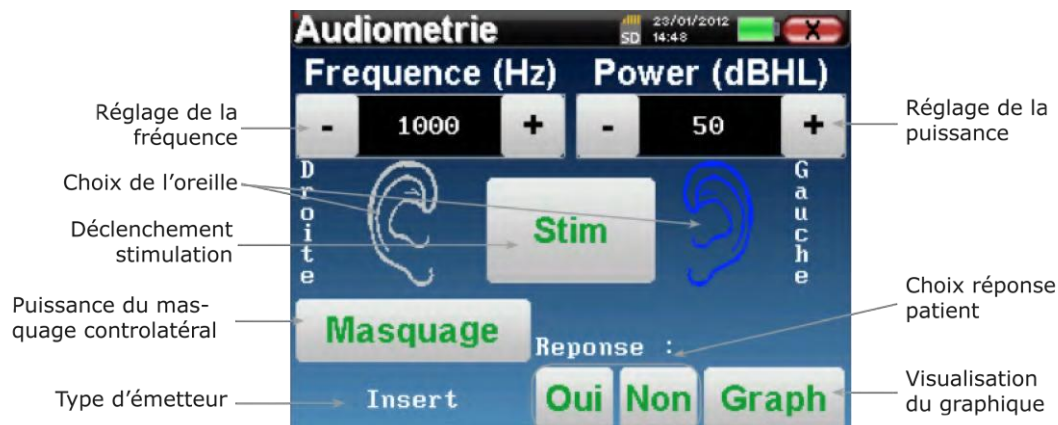 Audiometrie
SD
23/01/2012
14:48
X
Frequence (Hz)
Power (dBHL)
- 1000 +
- 50 +
Droite
Gauche
Stim
Masquage
Reponse :
Insert
Oui
Non
Graph
Réglage de la
fréquence
Choix de l’oreille
Déclenchement
stimulation
Puissance du mas-
quage controlatéral
Type d’émetteur
Réglage de la
puissance
Choix réponse
patient
Visualisation
du graphique